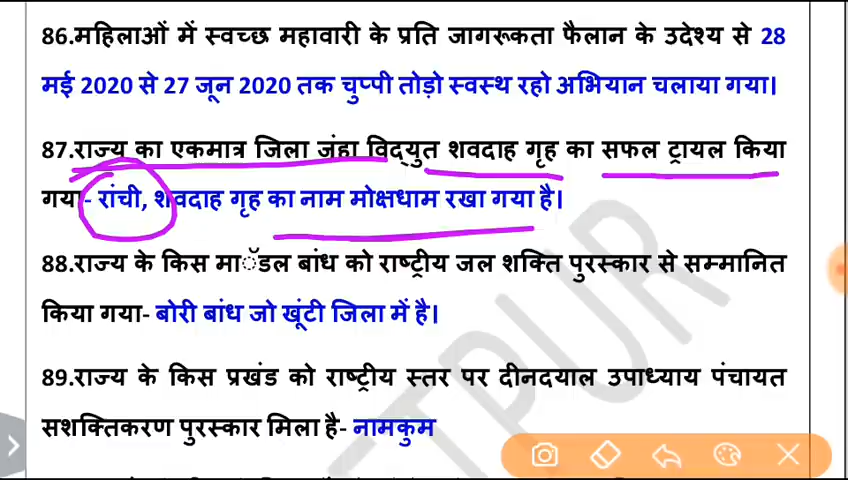 86.महिलाओं में स्वच्छ महावारी के प्रति जागरूकता फैलान के उदेश्य से 28
मई 2020 से 27 जून 2020 तक चुप्पी तोड़ो स्वस्थ रहो अभियान चलाया गया।
87.राज्य का एकमात्र जिला जंहा विद्युत शवदाह गृह का सफल ट्रायल किया
गया- रांची, शवदाह गृह का नाम मोक्षधाम रखा गया है।
88.राज्य के किस माॅडल बांध को राष्ट्रीय जल शक्ति पुरस्कार से सम्मानित
किया गया- बोरी बांध जो खूंटी जिला में है।
89.राज्य के किस प्रखंड को राष्ट्रीय स्तर पर दीनदयाल उपाध्याय पंचायत
सशक्तिकरण पुरस्कार मिला है- नामकुम